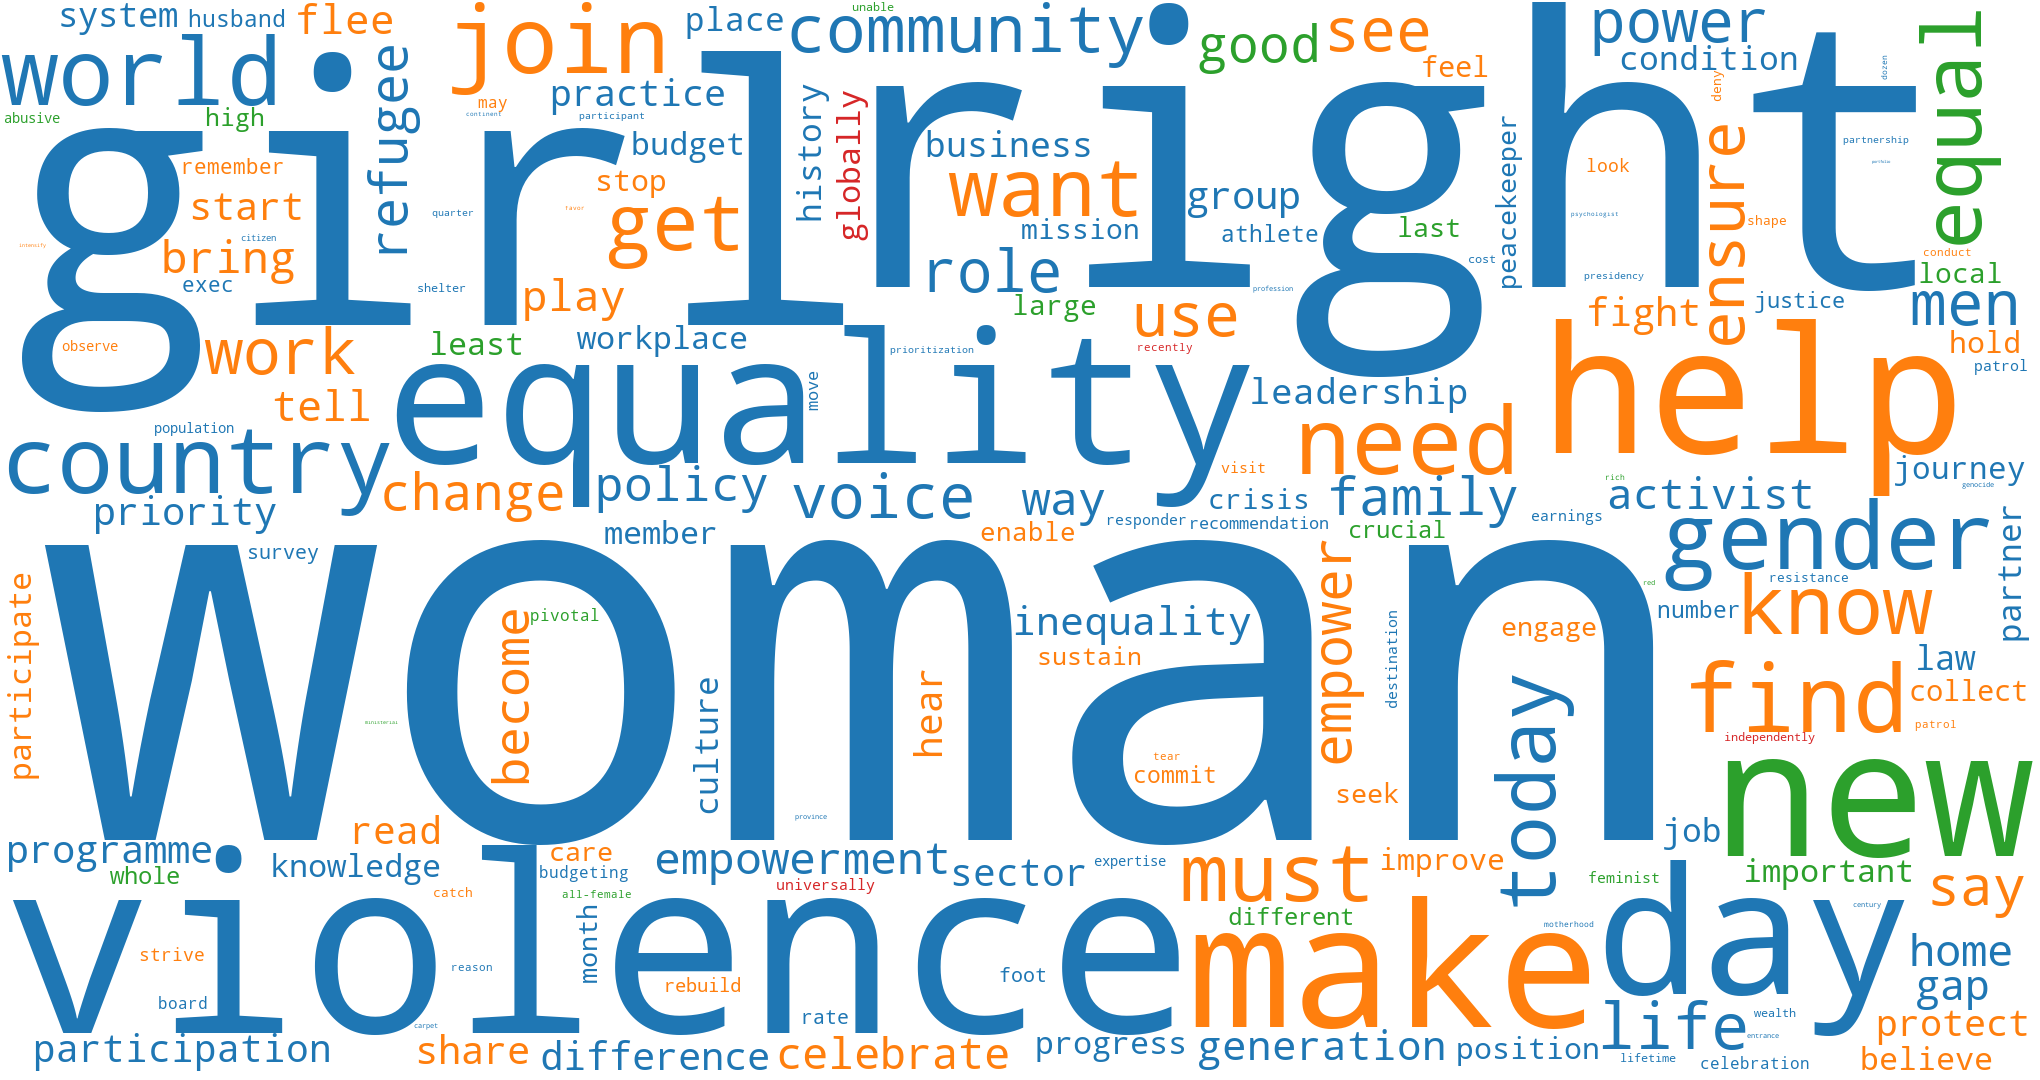 system husband flee
place
unable
community
power
world
join
good
see
condition
feel
equal
dozen
deny
refugee
practice
history
globally
abusive
high
may
continent
participant
budget
business
peacekeeper
partnership
girl
right
remember
stop
want
group
look
portfolio
start
get
mission
athlete
last
ensure
shape
psychologist
quarter
favor
citizen
intensify
bring
role
cost
conduct
exec
shelter
play
large
profession
presidency
local
fight
justice
men
observe
work
least
workplace
use
prioritization
recently
hold
patrol
equality
help
tell
move
leadership
population
country
need
change
policy
voice
way
visit
crisis
family
rich
activist
journey
genocide
priority
member
enable
responder
recommendation
crucial
earnings
gender
partner
survey
participate
woman
become
pivotal
inequality
sustain
empower
engage
resistance
red
number
know
law
destination
culture
hear
find
collect
patrol
ministerial
today
independently
tear
commit
seek
new
province
read
job
programme
knowledge
care
budgeting
empowerment
sector
expertise
must
improve
important
whole
catch
all-female
universally
feminist
say
violence
month
different
make
motherhood
day
century
strive
reason
foot
home
board
rebuild
rate
gap
carpet
life
wealth
protect
entrance
participation
share
difference
celebrate
progress
generation
position
lifetime
celebration
believe